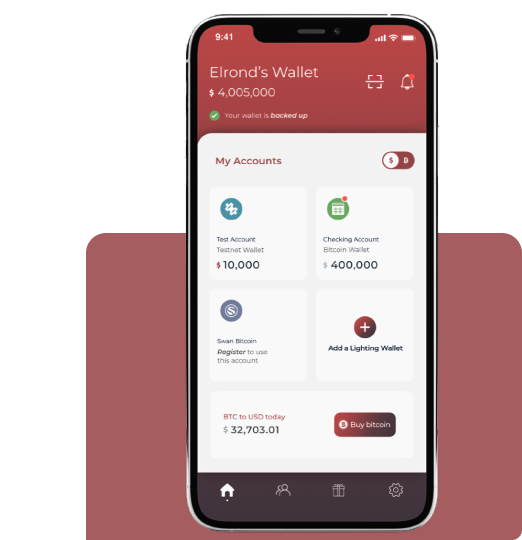 9:41
Elrond's Wallet
$ 4,005,000
Your wallet is backed up
My Accounts
$ B
Test Account
Testnet Wallet
$ 10,000
Checking Account
Bitcoin Wallet
$ 400,000
Swan Bitcoin
Register to use
this account
Add a Lighting Wallet
BTC to USD today
$ 32,703.01
B Buy bitcoin